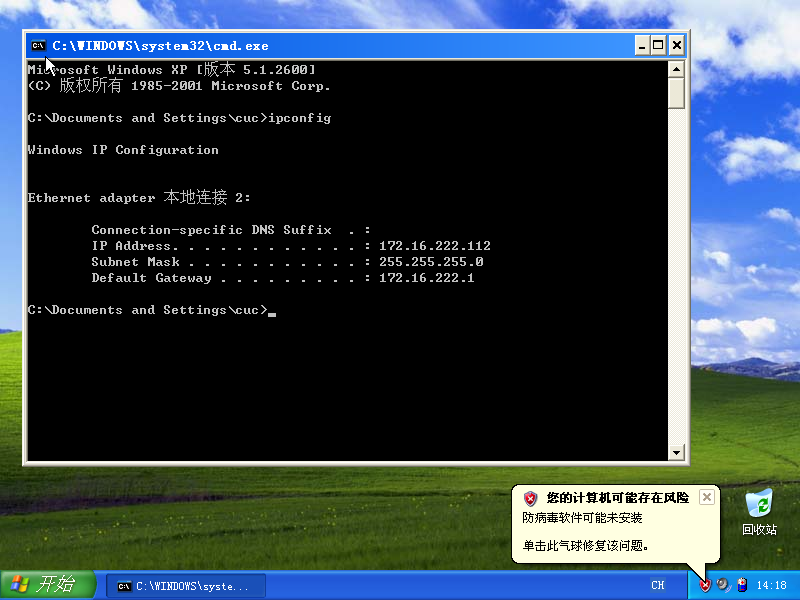 C:\WINDOWS\system32\cmd.exe
Microsoft Windows XP [版本 5.1.2600]
(C) 版权所有 1985-2001 Microsoft Corp.
C:\Documents and Settings\cuc>ipconfig
Windows IP Configuration
Ethernet adapter 本地连接 2:
Connection-specific DNS Suffix  . :
IP Address. . . . . . . . . . . . : 172.16.222.112
Subnet Mask . . . . . . . . . . . : 255.255.255.0
Default Gateway . . . . . . . . . : 172.16.222.1
C:\Documents and Settings\cuc>_
您的计算机可能存在风险
防病毒软件可能未安装
单击此气球修复该问题。
回收站
开始
C:\WINDOWS\syste...
CH
14:18